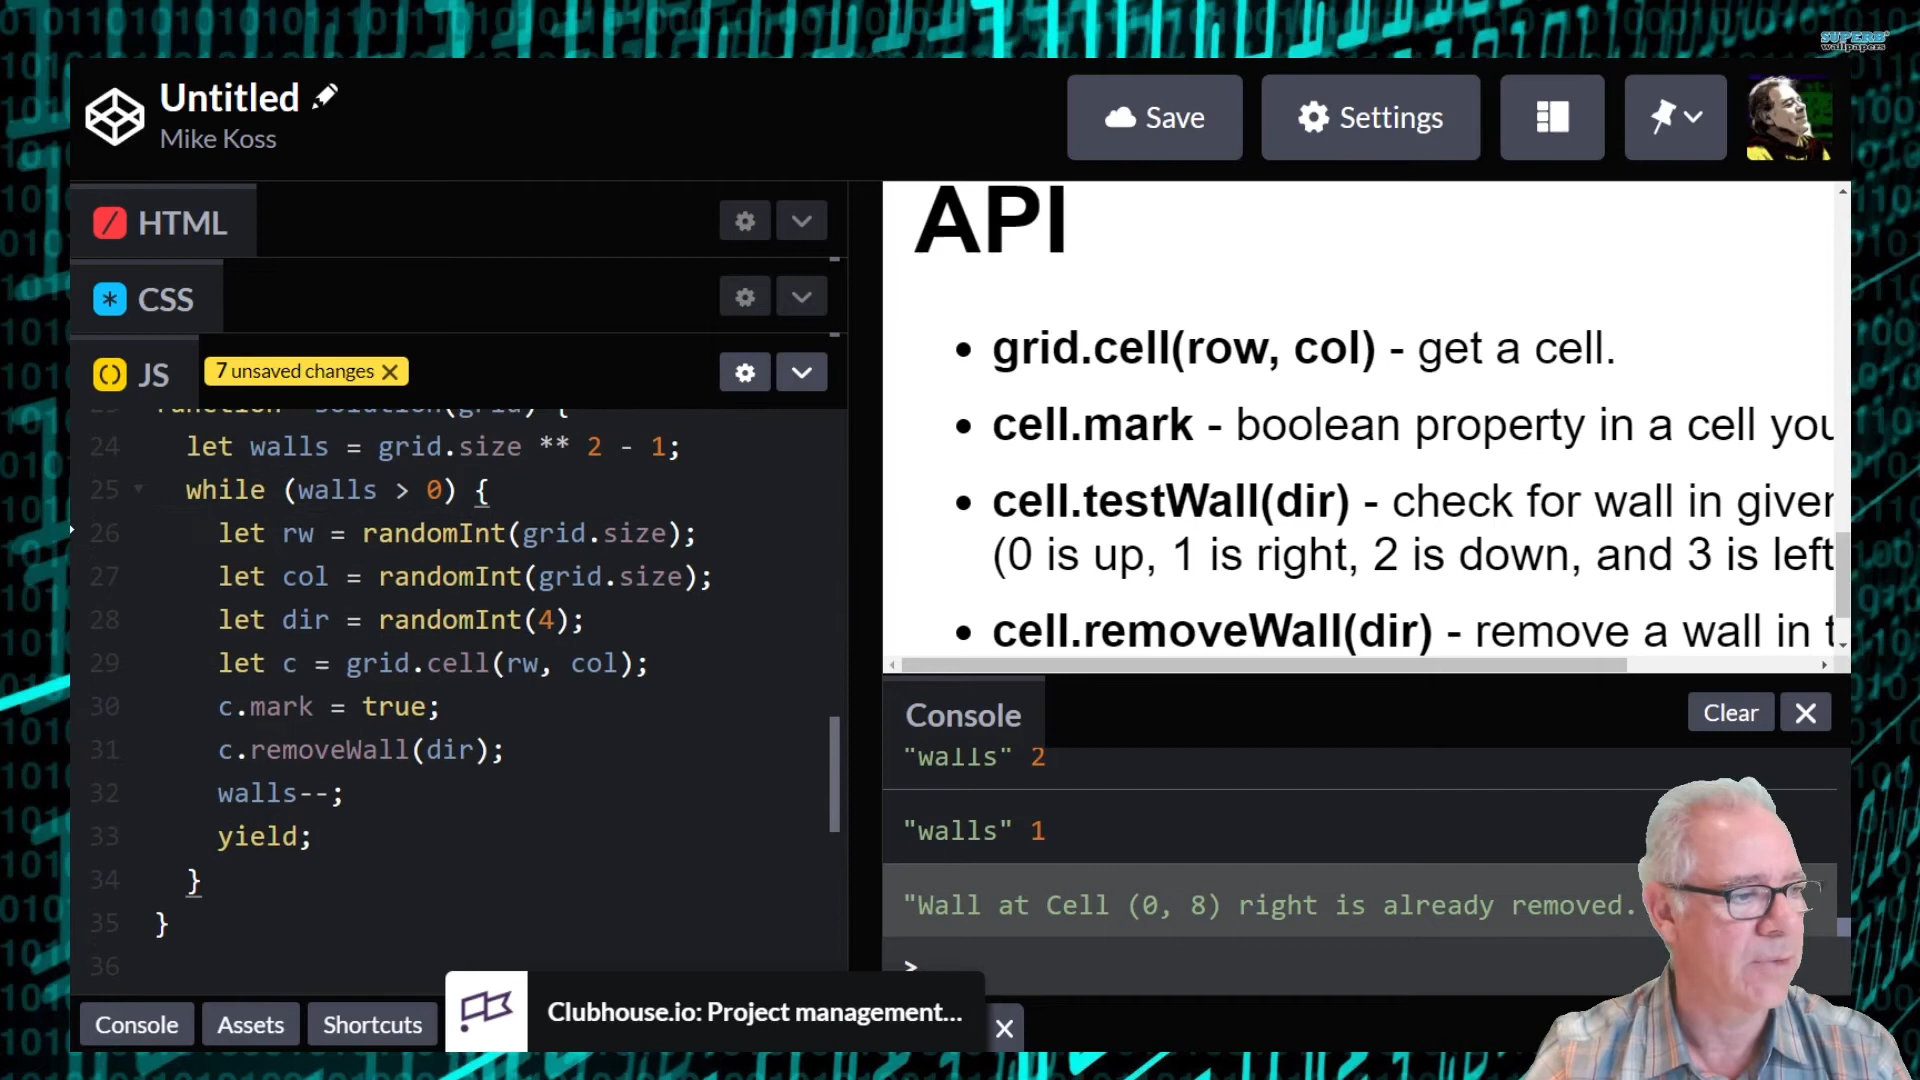 SUPERB
wallpapers
Untitled
Mike Koss
Save
Settings
HTML
CSS
JS
7 unsaved changes
function* solution(grid) {
24 let walls = grid.size ** 2 - 1;
25 while (walls > 0) {
26 let rw = randomInt(grid.size);
27 let col = randomInt(grid.size);
28 let dir = randomInt(4);
29 let c = grid.cell(rw, col);
30 c.mark = true;
31 c.removeWall(dir);
32 walls--;
33 yield;
34 }
35 }
36
API
• grid.cell(row, col) - get a cell.
• cell.mark - boolean property in a cell you
• cell.testWall(dir) - check for wall in given
(0 is up, 1 is right, 2 is down, and 3 is left
• cell.removeWall(dir) - remove a wall in t
Console
Clear
"walls" 2
"walls" 1
"Wall at Cell (0, 8) right is already removed.
>
Console
Assets
Shortcuts
Clubhouse.io: Project management...